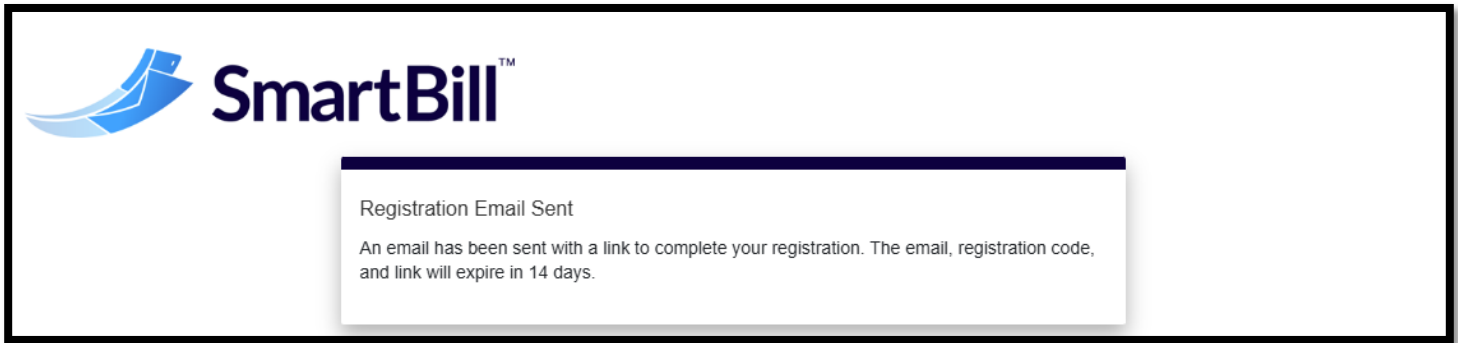 SmartBill™
Registration Email Sent
An email has been sent with a link to complete your registration. The email, registration code,
and link will expire in 14 days.